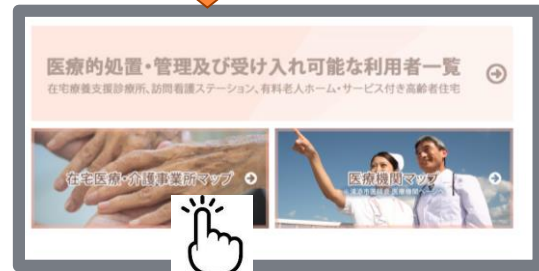 医療的処置・管理及び受け入れ可能な利用者一覧
在宅療養支援診療所、訪問看護ステーション、有料老人ホーム・サービス付き高齢者住宅
在宅医療・介護事業所マップ
医療機関マップ